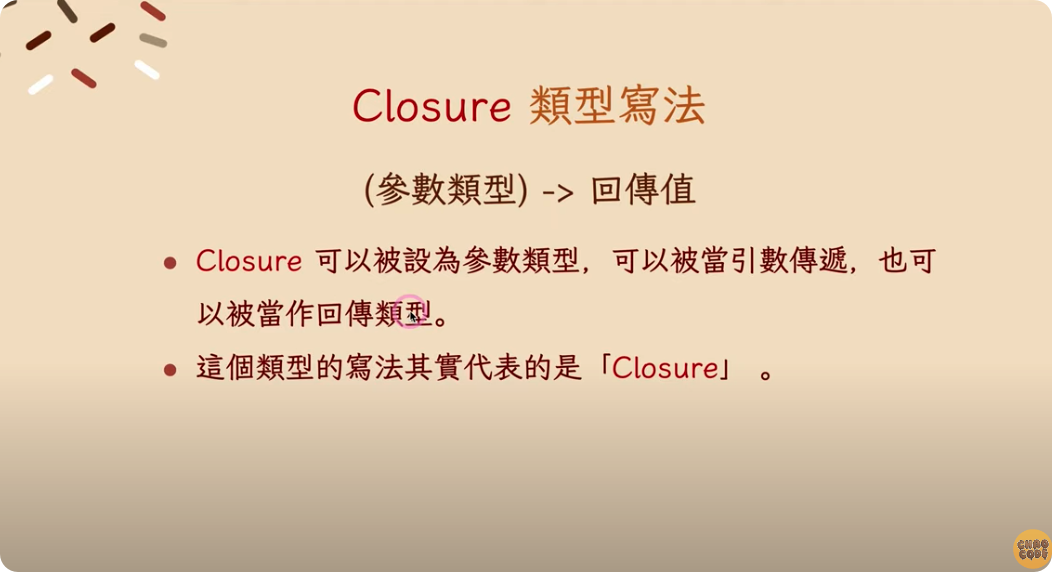 Closure 類型寫法
(參數類型) -> 回傳值
● Closure 可以被設為參數類型，可以被當引數傳遞，也可
以被當作回傳類型。
● 這個類型的寫法其實代表的是「Closure」 。
CHAO
CODE